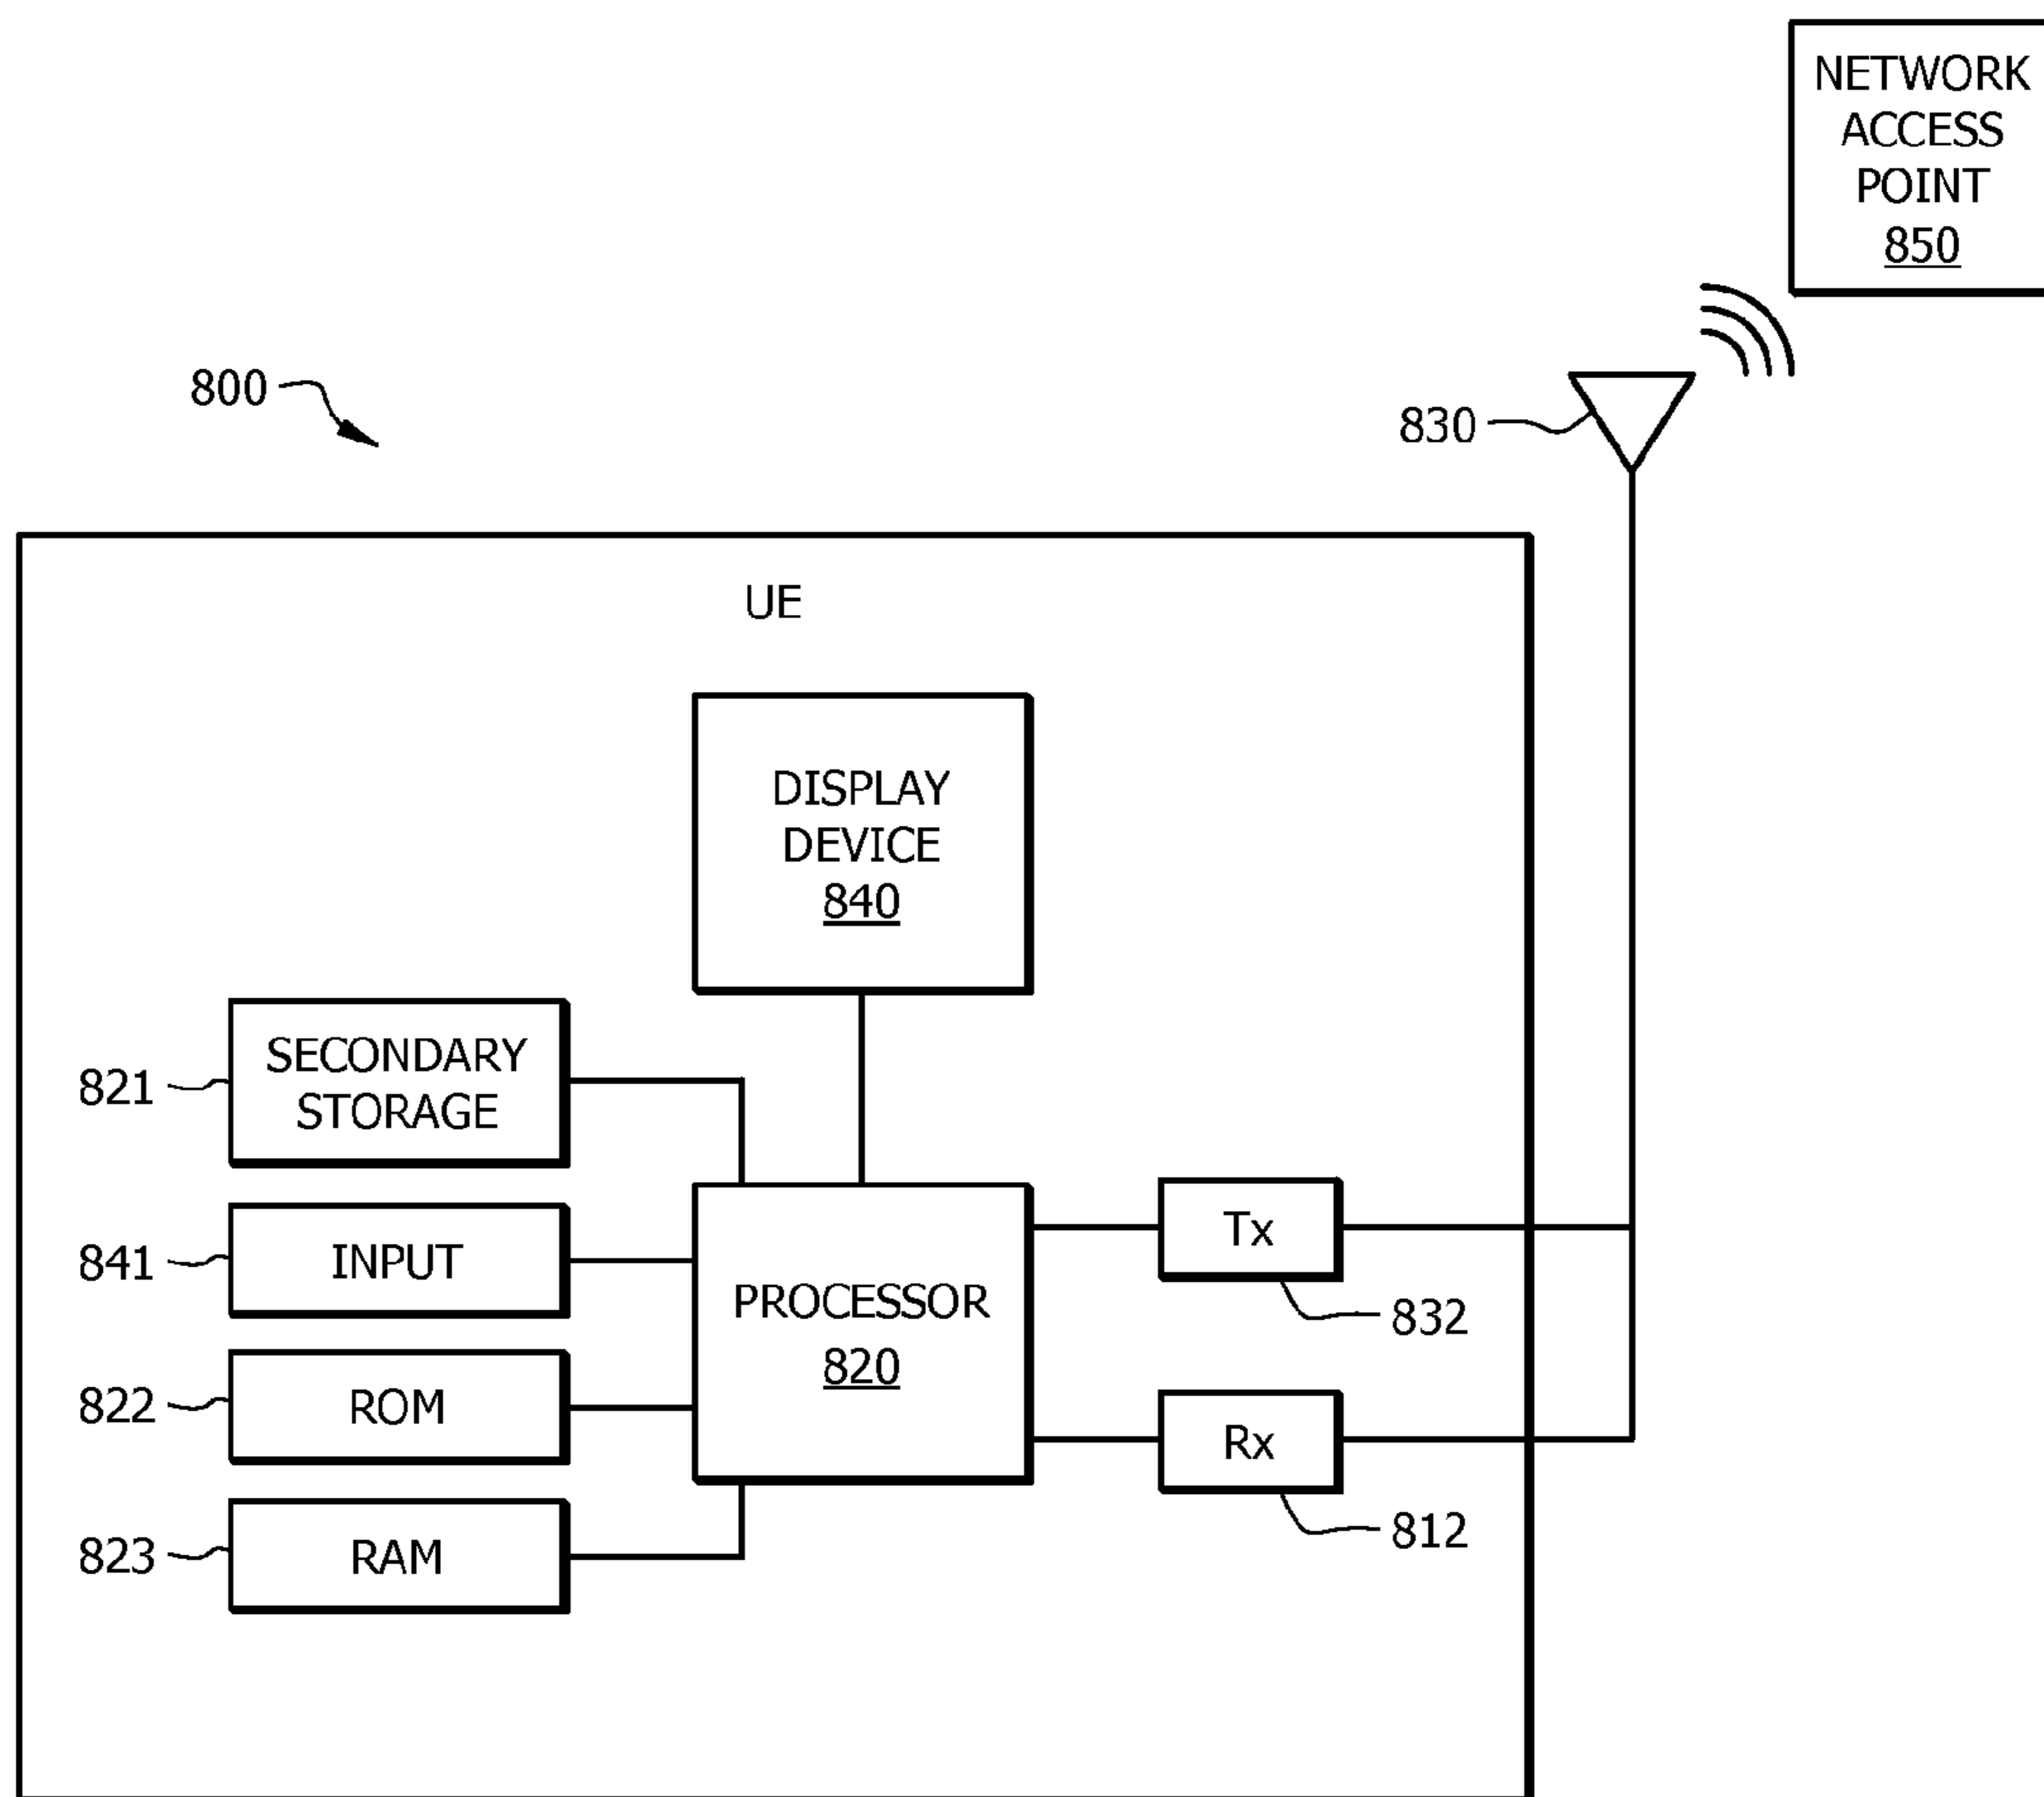 NETWORK
ACCESS
POINT
850
800
830
UE
DISPLAY
DEVICE
840
SECONDARY
STORAGE
821
INPUT
841
ROM
822
RAM
823
PROCESSOR
820
Tx
832
Rx
812